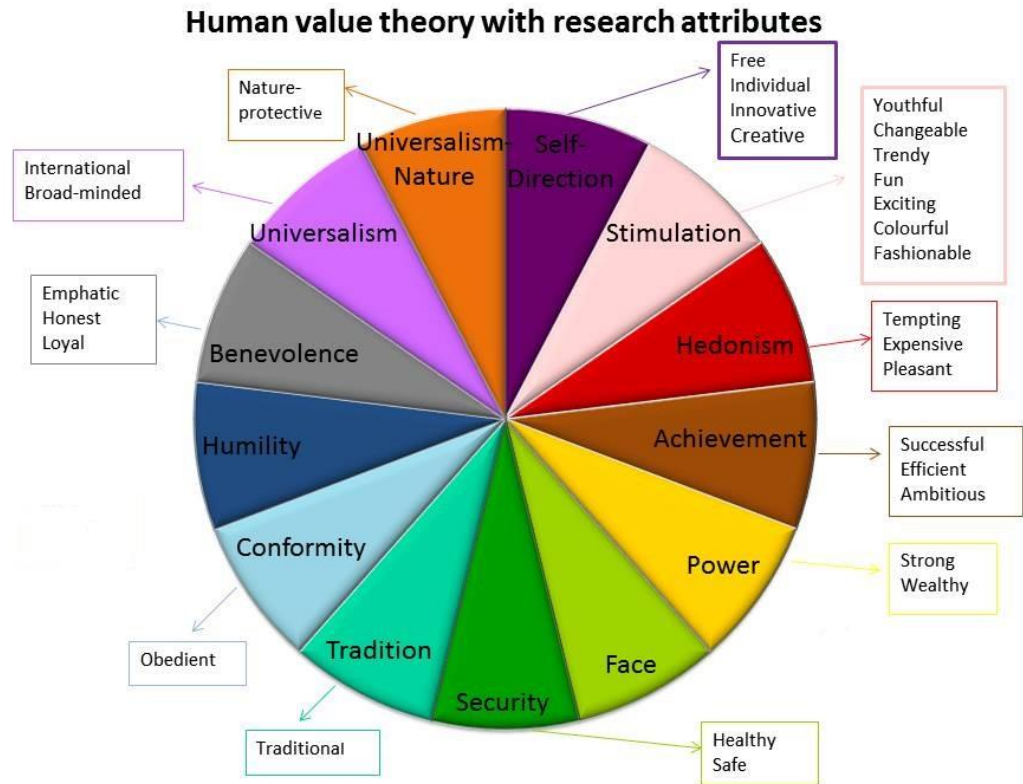 Human value theory with research attributes
Nature-
protective
Free
Individual
Innovative
Creative
Youthful
Changeable
Trendy
Fun
Exciting
Colourful
Fashionable
International
Broad-minded
Universalism-
Nature
Self-
Direction
Universalism
Stimulation
Emphatic
Honest
Loyal
Benevolence
Hedonism
Tempting
Expensive
Pleasant
Humility
Achievement
Successful
Efficient
Ambitious
Conformity
Power
Strong
Wealthy
Obedient
Tradition
Face
Security
Traditional
Healthy
Safe